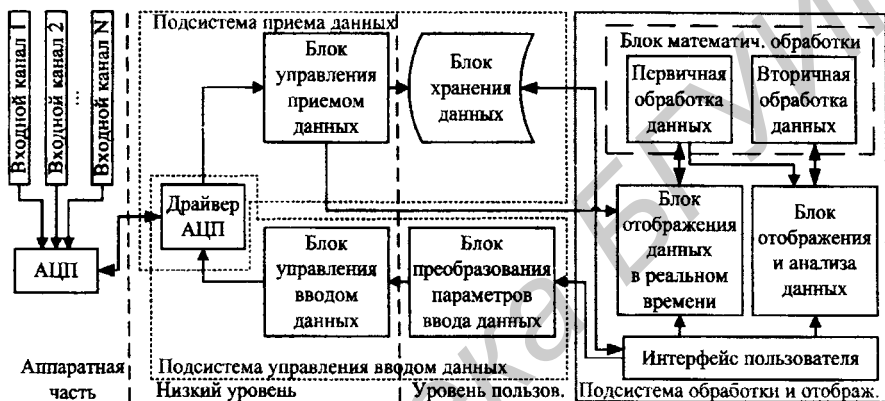 Входной канал 1
Входной канал 2
...
Входной канал N
АЦП
Аппаратная
часть
Подсистема приема данных
Блок
управления
приемом
данных
Блок
хранения
данных
Драйвер
АЦП
Блок
управления
вводом
данных
Блок
преобразования
параметров
ввода данных
Подсистема управления вводом данных
Низкий уровень
Уровень пользов.
Блок математич. обработки
Первичная
обработка
данных
Вторичная
обработка
данных
Блок
отображения
данных
в реальном
времени
Блок
отображения
и анализа
данных
Интерфейс пользователя
Подсистема обработки и отображ.